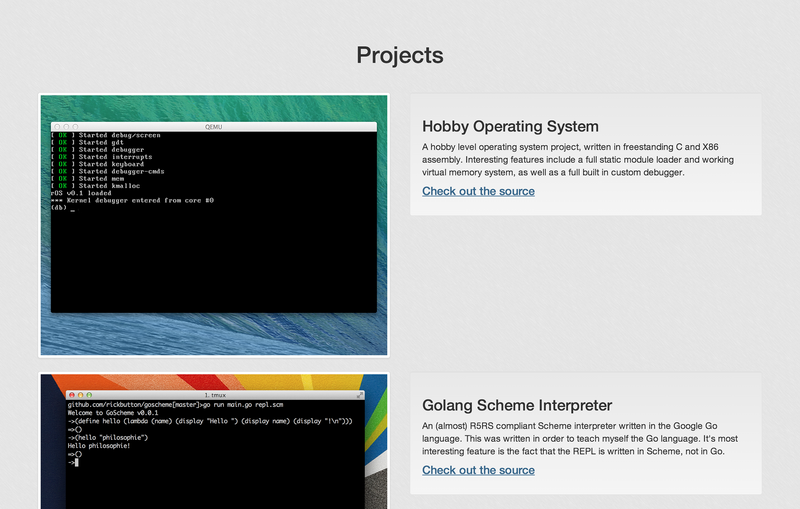 Projects
QEMU
[ OK ] Started debug/screen
[ OK ] Started gdt
[ OK ] Started debugger
[ OK ] Started interrupts
[ OK ] Started keyboard
[ OK ] Started debugger-cmds
[ OK ] Started mem
[ OK ] Started kmalloc
rOS v0.1 loaded
*** Kernel debugger entered from core #0
(db) _
Hobby Operating System
A hobby level operating system project, written in freestanding C and X86
assembly. Interesting features include a full static module loader and working
virtual memory system, as well as a full built in custom debugger.
Check out the source
1. tmux
github.com/rickbutton/goscheme[master]>go run main.go repl.scm
Welcome to GoScheme v0.0.1
->(define hello (lambda (name) (display "Hello ") (display name) (display "!\n")))
=>()
->(hello "philosophie")
Hello philosophie!
=>()
->
Golang Scheme Interpreter
An (almost) R5RS compliant Scheme interpreter written in the Google Go
language. This was written in order to teach myself the Go language. It's most
interesting feature is the fact that the REPL is written in Scheme, not in Go.
Check out the source